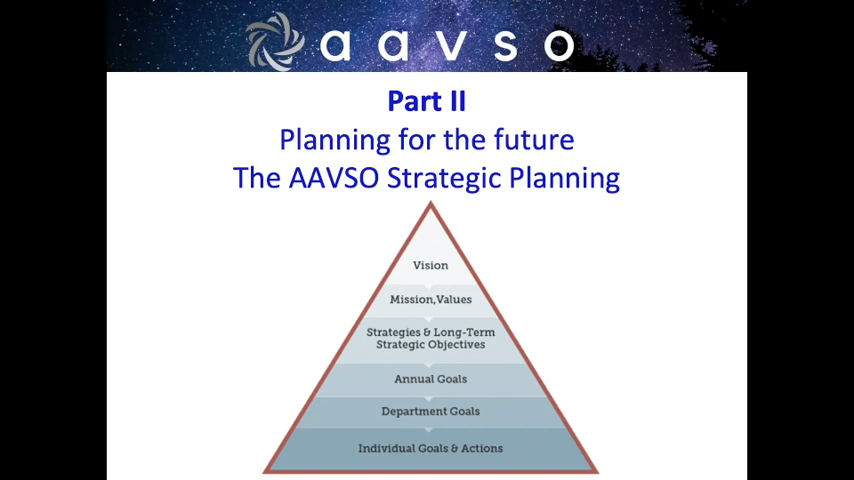 aavso
Part II
Planning for the future
The AAVSO Strategic Planning
Vision
Mission,Values
Strategies & Long-Term
Strategic Objectives
Annual Goals
Department Goals
Individual Goals & Actions